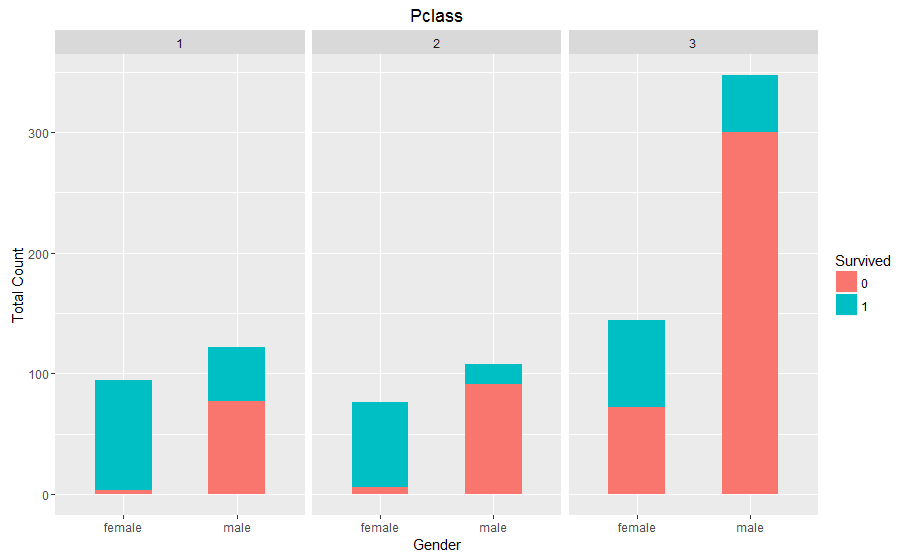 Pclass
1
2
3
Total Count
300
200
100
0
female
male
female
male
female
male
Gender
Survived
0
1